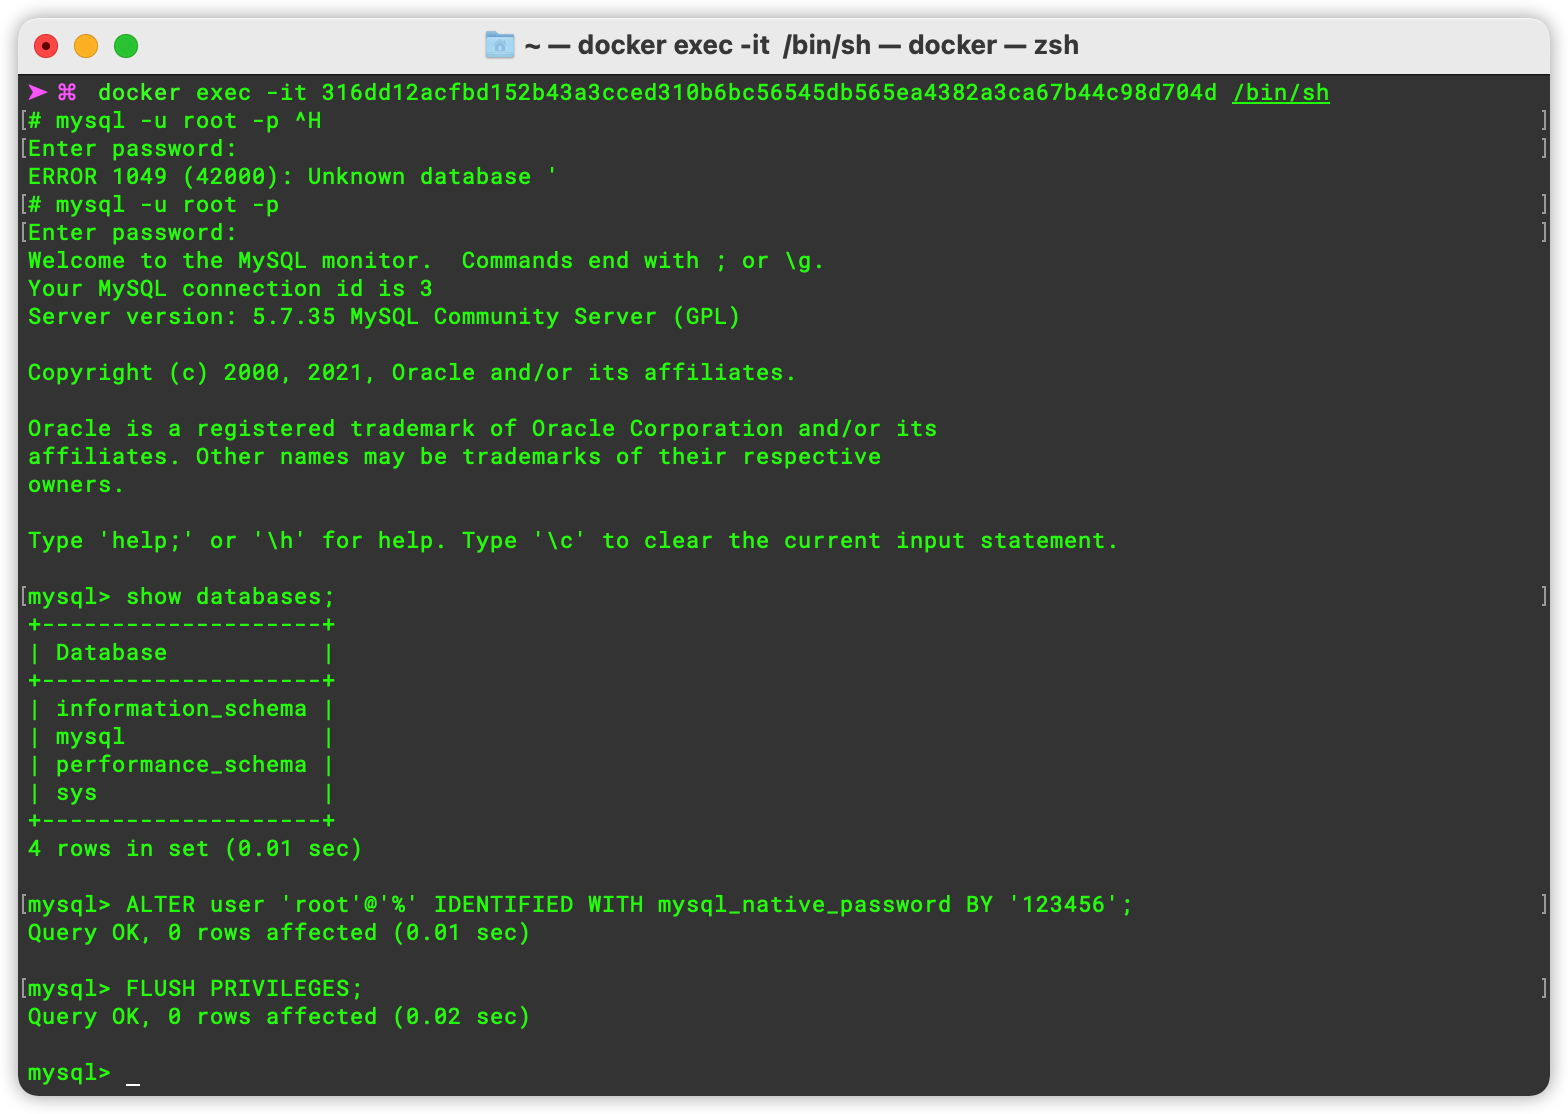 ~ — docker exec -it  /bin/sh — docker — zsh
➤ ⌘  docker exec -it 316dd12acfbd152b43a3cced310b6bc56545db565ea4382a3ca67b44c98d704d /bin/sh
[# mysql -u root -p ^H ]
[Enter password: ]
ERROR 1049 (42000): Unknown database '
[# mysql -u root -p ]
[Enter password: ]
Welcome to the MySQL monitor.  Commands end with ; or \g.
Your MySQL connection id is 3
Server version: 5.7.35 MySQL Community Server (GPL)

Copyright (c) 2000, 2021, Oracle and/or its affiliates.

Oracle is a registered trademark of Oracle Corporation and/or its
affiliates. Other names may be trademarks of their respective
owners.

Type 'help;' or '\h' for help. Type '\c' to clear the current input statement.

[mysql> show databases; ]
+--------------------+
| Database           |
+--------------------+
| information_schema |
| mysql              |
| performance_schema |
| sys                |
+--------------------+
4 rows in set (0.01 sec)

[mysql> ALTER user 'root'@'%' IDENTIFIED WITH mysql_native_password BY '123456'; ]
Query OK, 0 rows affected (0.01 sec)

[mysql> FLUSH PRIVILEGES; ]
Query OK, 0 rows affected (0.02 sec)

mysql> _